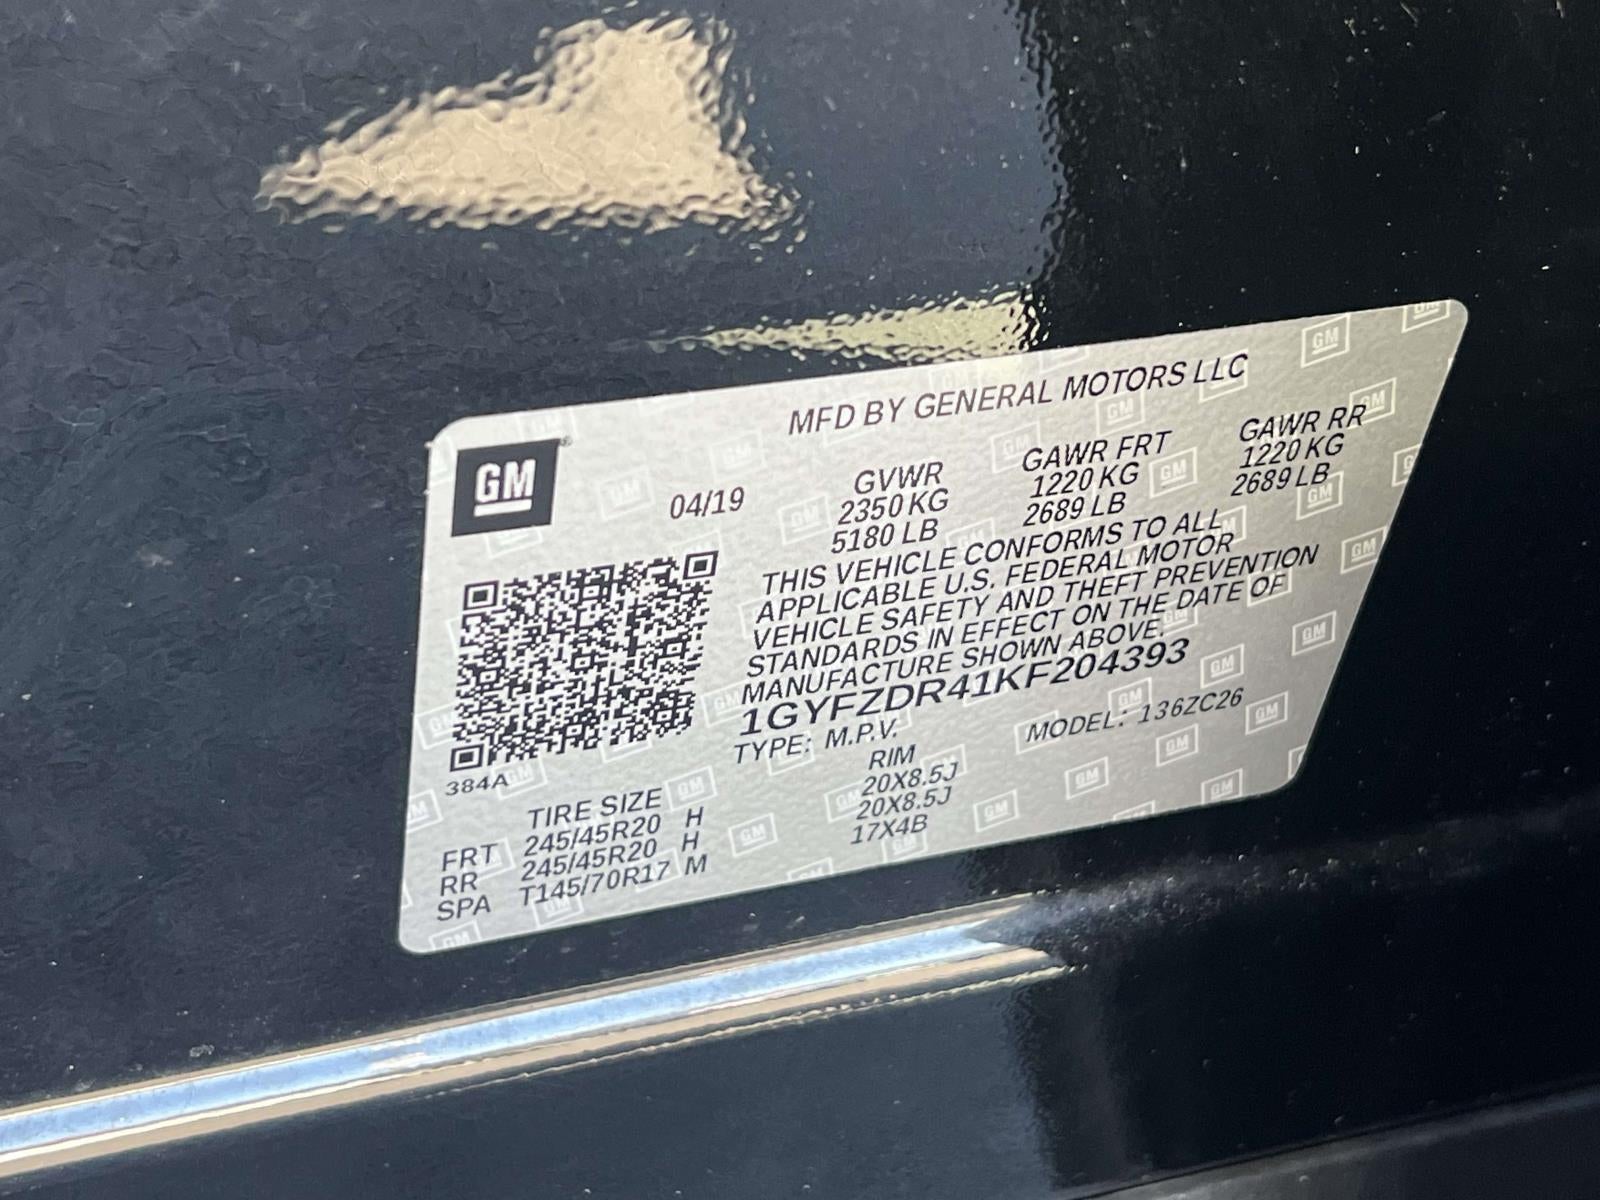 MFD BY GENERAL MOTORS LLC
GM
04/19
GVWR GAWR FRT GAWR RR
2350 KG 1220 KG 1220 KG
5180 LB 2689 LB 2689 LB
THIS VEHICLE CONFORMS TO ALL
APPLICABLE U.S. FEDERAL MOTOR
VEHICLE SAFETY AND THEFT PREVENTION
STANDARDS IN EFFECT ON THE DATE OF
MANUFACTURE SHOWN ABOVE.
1GYFZDR41KF204393
TYPE: M.P.V. MODEL: 136ZC26
384A
TIRE SIZE RIM
FRT 245/45R20 H 20X8.5J
RR 245/45R20 H 20X8.5J
SPA T145/70R17 M 17X4B